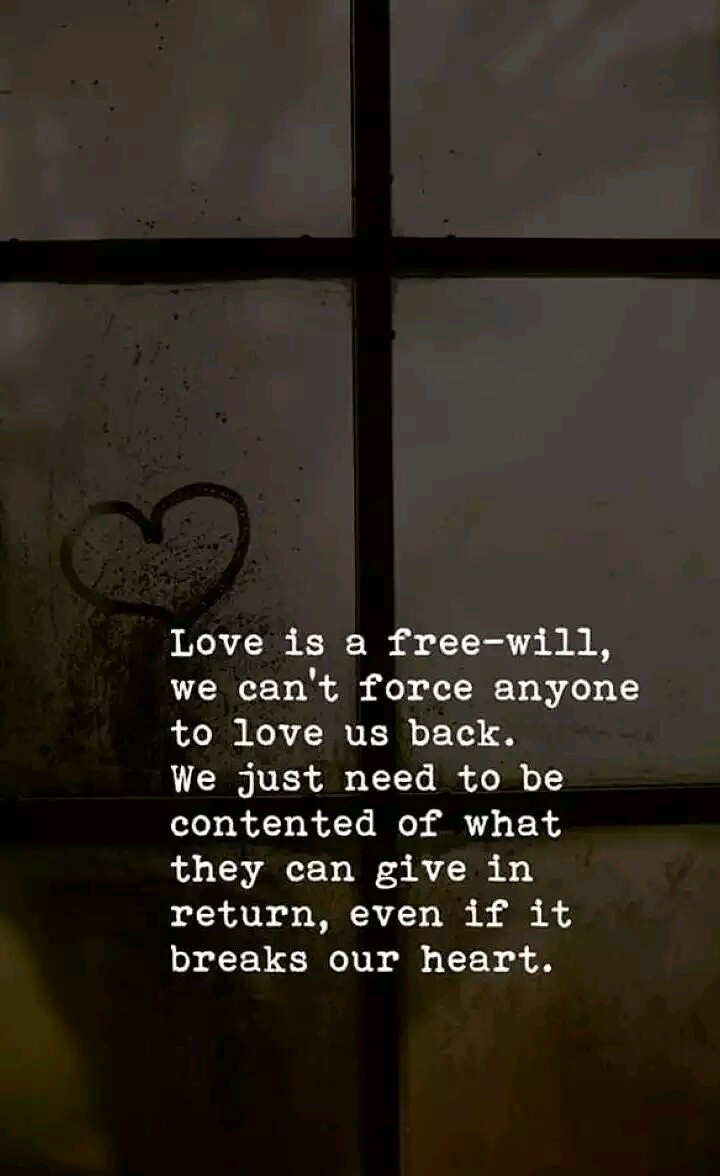 Love is a free-will,
we can't force anyone
to love us back.
We just need to be
contented of what
they can give in
return, even if it
breaks our heart.